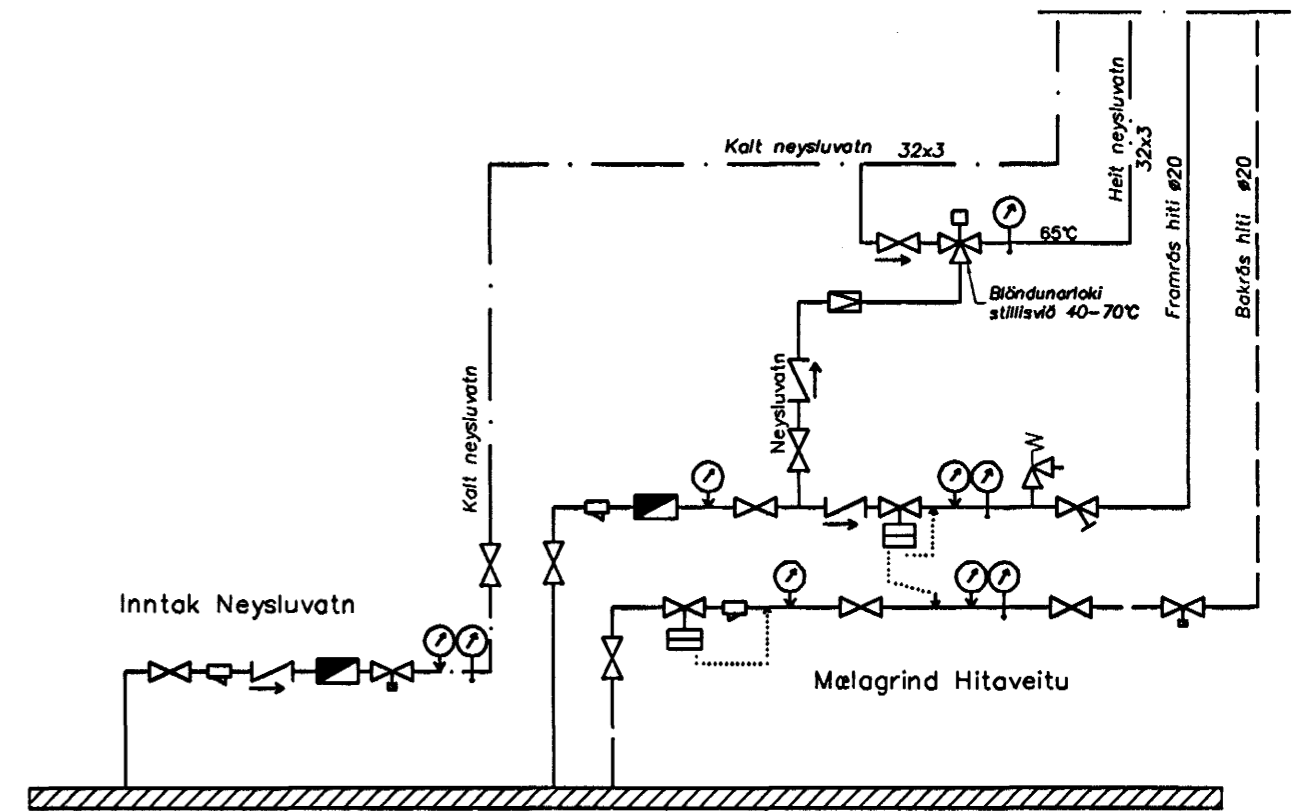 Kalt neysluvatn 32x3
Heit neysluvatn
32x3
Framrás hiti ø20
Bakrás hiti ø20
65°C
Blöndunarloki
stillisvið 40-70°C
Kalt neysluvatn
Neysluvatn
Inntak Neysluvatn
Mælagrind Hitaveitu